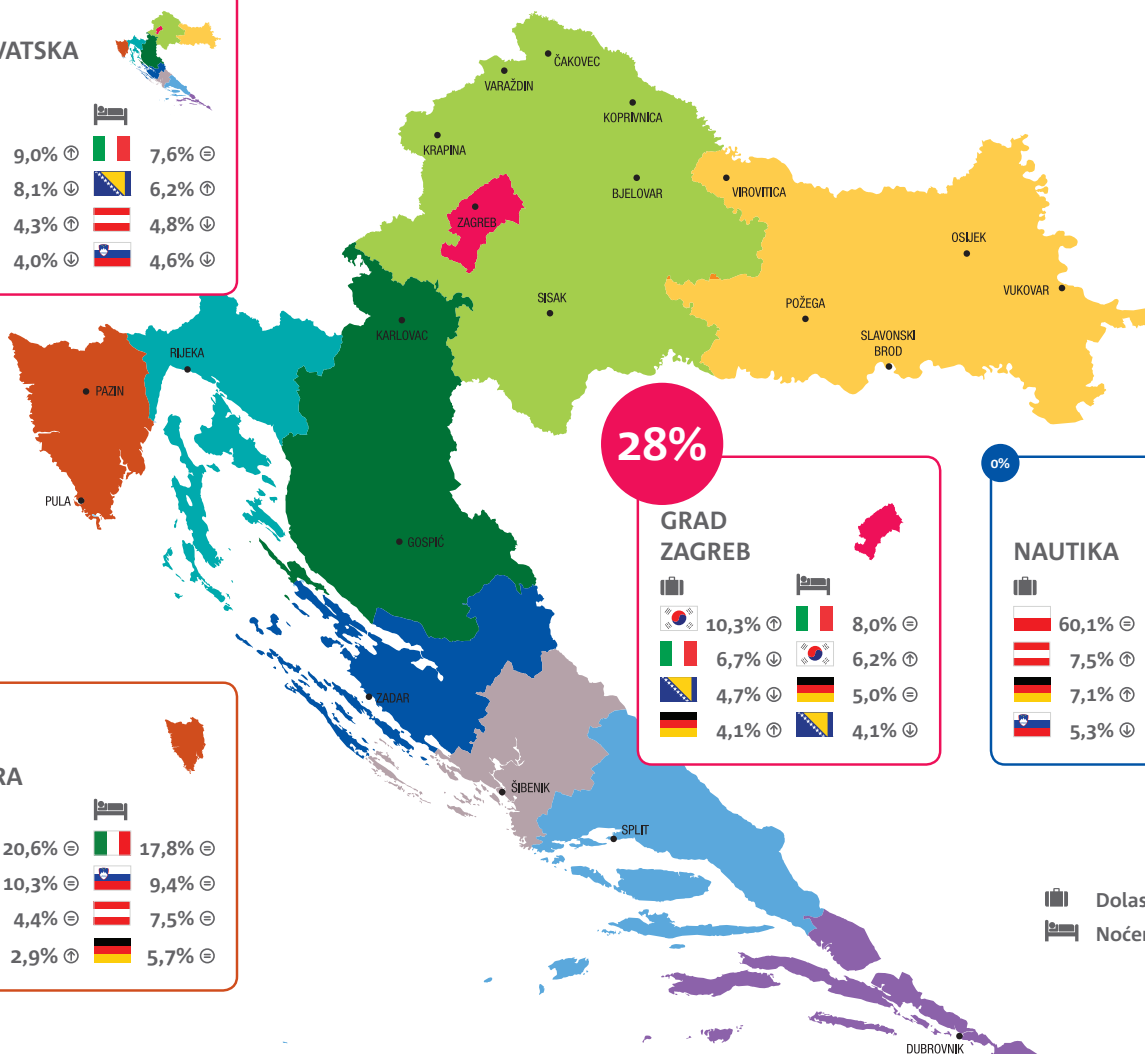 VATSKA
9,0% 7,6%
8,1% 6,2%
4,3% 4,8%
4,0% 4,6%
ČAKOVEC
VARAŽDIN
KOPRIVNICA
KRAPINA
BJELOVAR
VIROVITICA
ZAGREB
OSIJEK
VUKOVAR
SISAK
POŽEGA
SLAVONSKI
BROD
KARLOVAC
RIJEKA
PAZIN
PULA
GOSPIĆ
ZADAR
ŠIBENIK
SPLIT
DUBROVNIK
28%
GRAD
ZAGREB
10,3% 8,0%
6,7% 6,2%
4,7% 5,0%
4,1% 4,1%
0%
NAUTIKA
60,1%
7,5%
7,1%
5,3%
RA
20,6% 17,8%
10,3% 9,4%
4,4% 7,5%
2,9% 5,7%
Dolas
Noćer